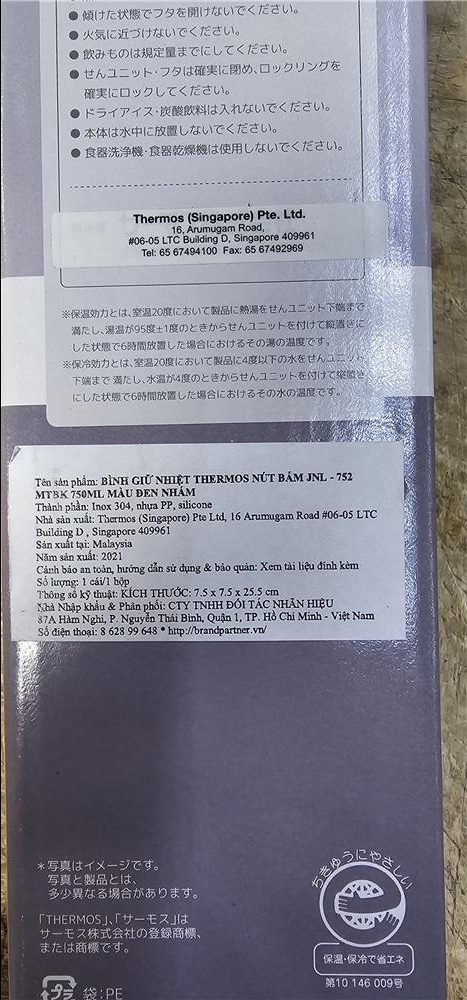 ● 傾けた状態でフタを開けないでください。
● 火気に近づけないでください。
● 飲みものは規定量までにしてください。
● せんユニット・フタは確実に閉め、ロックリングを
確実にロックしてください。
● ドライアイス・炭酸飲料は入れないでください。
● 本体は水中に放置しないでください。
● 食器洗浄機・食器乾燥機は使用しないでください。
Thermos (Singapore) Pte. Ltd.
16, Arumugam Road,
#06-05 LTC Building D, Singapore 409961
Tel: 65 67494100 Fax: 65 67492969
※保温効力とは、室温20度において製品に熱湯をせんユニット下端まで
満たし、湯温が95度±1度のときからせんユニットを付けて縦置きに
した状態で6時間放置した場合におけるその湯の温度です。
※保冷効力とは、室温20度において製品に4度以下の水をせんユニット
下端まで 満たし、水温が4度のときからせんユニットを付けて縦置き
にした状態で6時間放置した場合におけるその水の温度です。
Tên sản phẩm: BÌNH GIỮ NHIỆT THERMOS NÚT BẤM JNL - 752
MTBK 750ML MÀU ĐEN NHÁM
Thành phần: Inox 304, nhựa PP, silicone
Nhà sản xuất: Thermos (Singapore) Pte Ltd, 16 Arumugam Road #06-05 LTC
Building D , Singapore 409961
Sản xuất tại: Malaysia
Năm sản xuất: 2021
Cảnh báo an toàn, hướng dẫn sử dụng & bảo quản: Xem tài liệu đính kèm
Số lượng: 1 cái/1 hộp
Thông số kỹ thuật: KÍCH THƯỚC: 7.5 x 7.5 x 25.5 cm
Nhà Nhập khẩu & Phân phối: CTY TNHH ĐỐI TÁC NHÃN HIỆU
87A Hàm Nghi, P. Nguyễn Thái Bình, Quận 1, TP. Hồ Chí Minh - Việt Nam
Số điện thoại: 8 628 99 648 * http://brandpartner.vn/
＊写真はイメージです。
写真と製品とは、
多少異なる場合があります。
「THERMOS」、「サーモス」は
サーモス株式会社の登録商標、
または商標です。
ちきゅうにやさしい
保温・保冷で省エネ
第10 146 009号
プラ 袋:PE